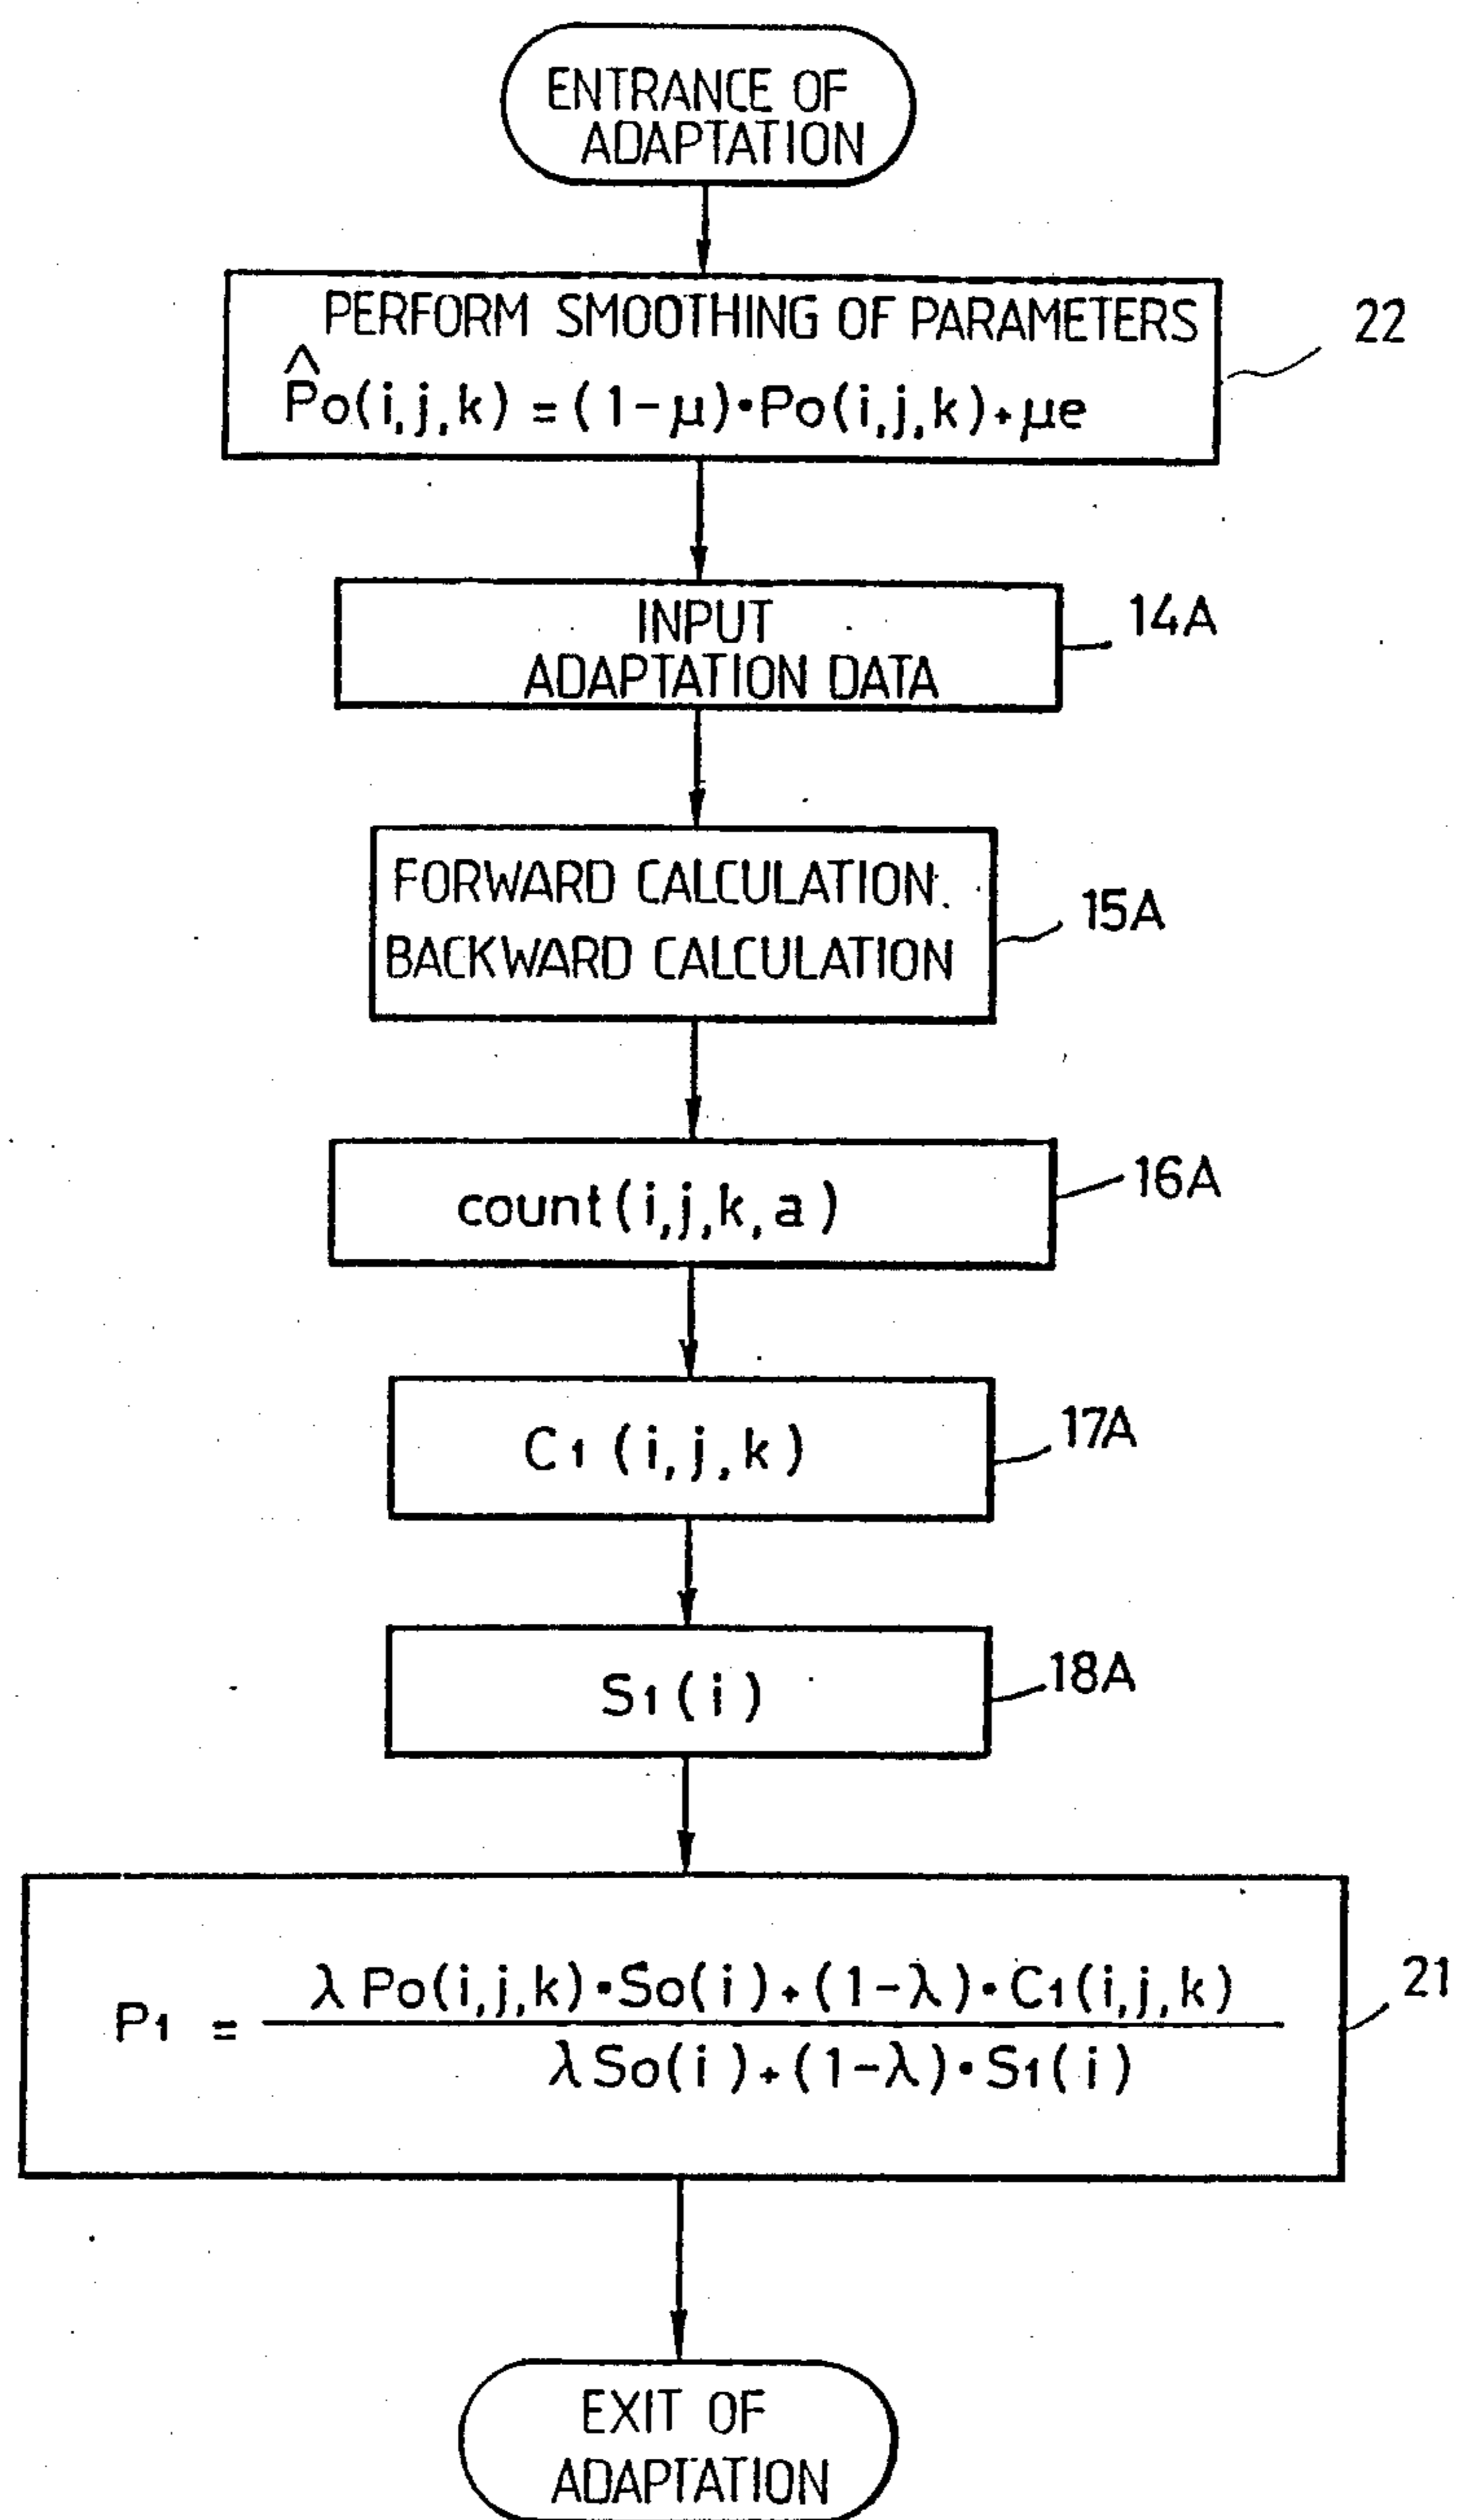 ENTRANCE OF
ADAPTATION
PERFORM SMOOTHING OF PARAMETERS
P̂o(i,j,k) = (1-μ)•Po(i,j,k)+μe
22
INPUT
ADAPTATION DATA
14A
FORWARD CALCULATION.
BACKWARD CALCULATION
15A
count(i,j,k,a)
16A
C1(i,j,k)
17A
S1(i)
18A
P1 = 
λPo(i,j,k)•So(i)+(1-λ)•C1(i,j,k)
λSo(i)+(1-λ)•S1(i)
21
EXIT OF
ADAPTATION